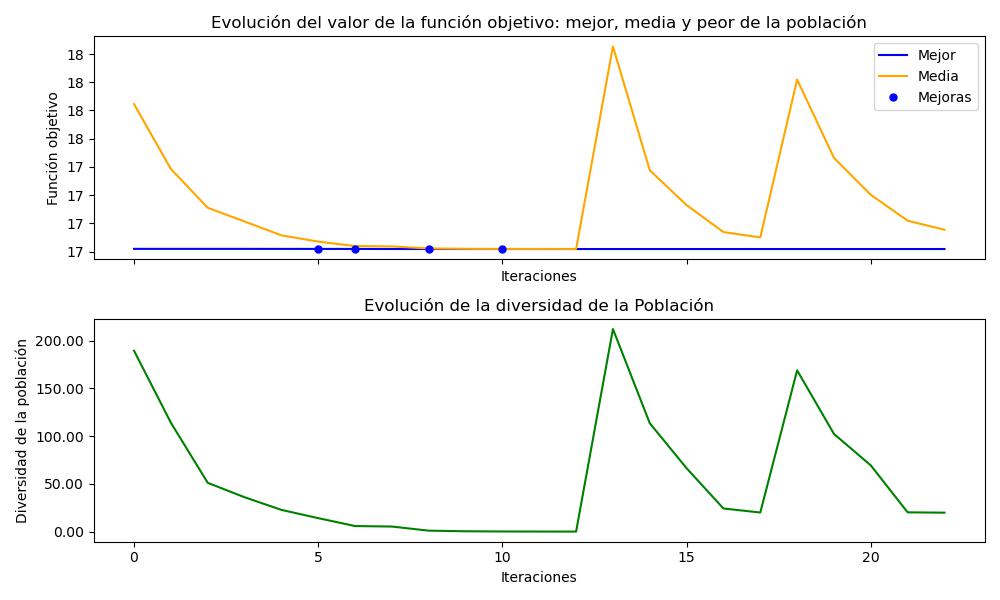 Evolución del valor de la función objetivo: mejor, media y peor de la población
Función objetivo
18
18
18
18
17
17
17
17
Mejor
Media
Mejoras
Iteraciones
Evolución de la diversidad de la Población
Diversidad de la población
200.00
150.00
100.00
50.00
0.00
0
5
10
15
20
Iteraciones